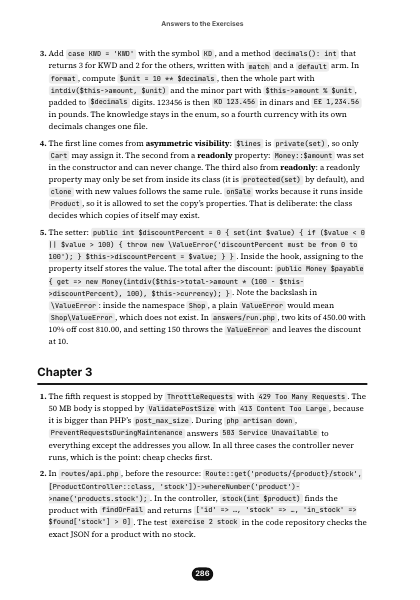 Answers to the Exercises
3. Add case KWD = 'KWD' with the symbol KD, and a method decimals(): int that
returns 3 for KWD and 2 for the others, written with match and a default arm. In
format, compute $unit = 10 ** $decimals, then the whole part with
intdiv($this->amount, $unit) and the minor part with $this->amount % $unit,
padded to $decimals digits. 123456 is then KD 123.456 in dinars and EE 1,234.56
in pounds. The knowledge stays in the enum, so a fourth currency with its own
decimals changes one file.
4. The first line comes from asymmetric visibility: $lines is private(set), so only
Cart may assign it. The second from a readonly property: Money::$amount was set
in the constructor and can never change. The third also from readonly: a readonly
property may only be set from inside its class (it is protected(set) by default), and
clone with new values follows the same rule. onSale works because it runs inside
Product, so it is allowed to set the copy's properties. That is deliberate: the class
decides which copies of itself may exist.
5. The setter: public int $discountPercent = 0 { set(int $value) { if ($value < 0
|| $value > 100) { throw new \ValueError('discountPercent must be from 0 to
100'); } $this->discountPercent = $value; } }. Inside the hook, assigning to the
property itself stores the value. The total after the discount: public Money $payable
{ get => new Money(intdiv($this->total->amount * (100 - $this-
>discountPercent), 100), $this->currency); }. Note the backslash in
\ValueError: inside the namespace Shop, a plain ValueError would mean
Shop\ValueError, which does not exist. In answers/run.php, two kits of 450.00 with
10% off cost 810.00, and setting 150 throws the ValueError and leaves the discount
at 10.
Chapter 3
1. The fifth request is stopped by ThrottleRequests with 429 Too Many Requests. The
50 MB body is stopped by ValidatePostSize with 413 Content Too Large, because
it is bigger than PHP's post_max_size. During php artisan down,
PreventRequestsDuringMaintenance answers 503 Service Unavailable to
everything except the addresses you allow. In all three cases the controller never
runs, which is the point: cheap checks first.
2. In routes/api.php, before the resource: Route::get('products/{product}/stock',
[ProductController::class, 'stock'])->whereNumber('product')-
>name('products.stock');. In the controller, stock(int $product) finds the
product with findOrFail and returns ['id' => …, 'stock' => …, 'in_stock' =>
$found['stock'] > 0]. The test exercise 2 stock in the code repository checks the
exact JSON for a product with no stock.
286